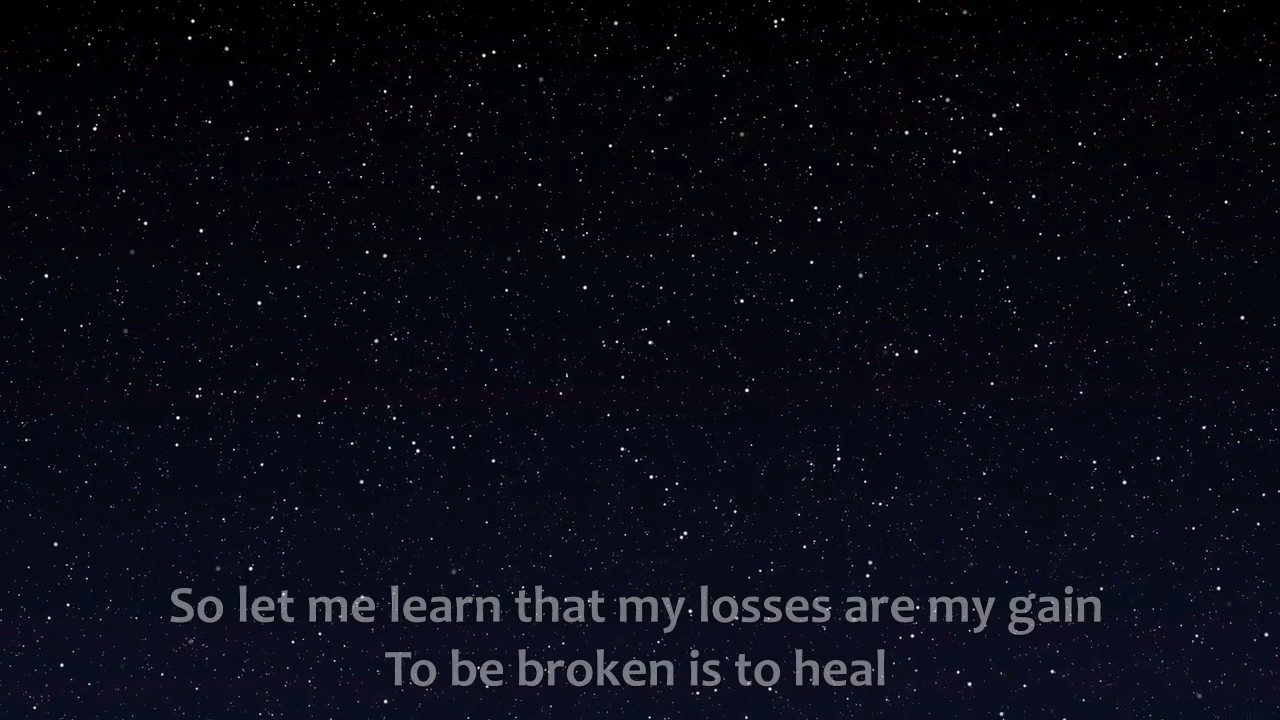 So let me learn that my losses are my gain
To be broken is to heal